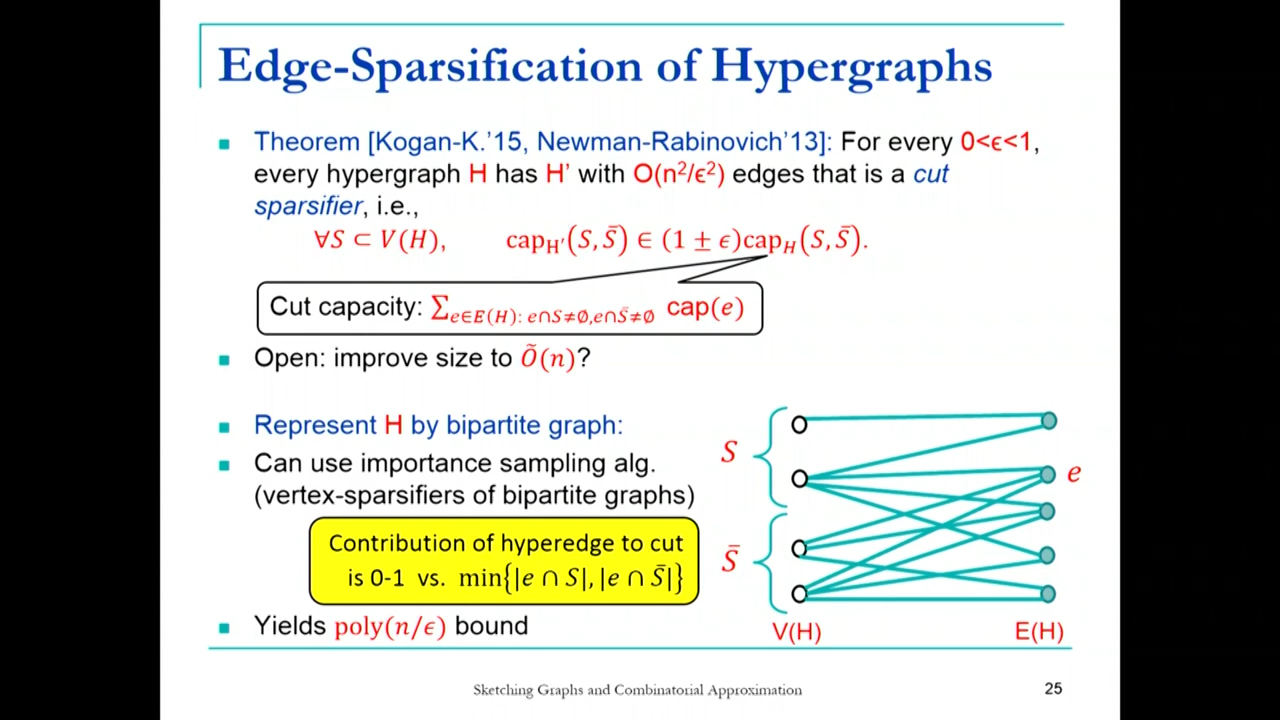 Edge-Sparsification of Hypergraphs
Theorem [Kogan-K.’15, Newman-Rabinovich’13]: For every 0<ϵ<1,
every hypergraph H has H’ with O(n²/ϵ²) edges that is a cut
sparsifier, i.e.,
∀S ⊂ V(H), cap_H′(S, S̄) ∈ (1 ± ϵ)cap_H(S, S̄).
Cut capacity: ∑_{e∈E(H): e∩S≠∅,e∩S̄≠∅} cap(e)
Open: improve size to Õ(n)?
Represent H by bipartite graph:
Can use importance sampling alg.
(vertex-sparsifiers of bipartite graphs)
Contribution of hyperedge to cut
is 0-1 vs. min{|e ∩ S|, |e ∩ S̄|}
Yields poly(n/ϵ) bound
S
S̄
e
V(H)
E(H)
Sketching Graphs and Combinatorial Approximation
25